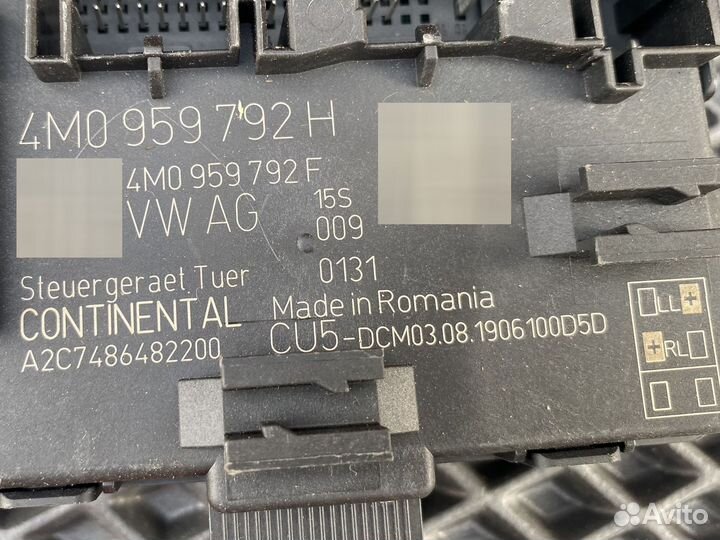 4M0 959 792 H
4M0 959 792 F
VW AG
15S
009
0131
Steuergeraet Tuer
CONTINENTAL
A2C7486482200
Made in Romania
CU5-DCM03.08.1906100D5D
LL+
+RL
Avito